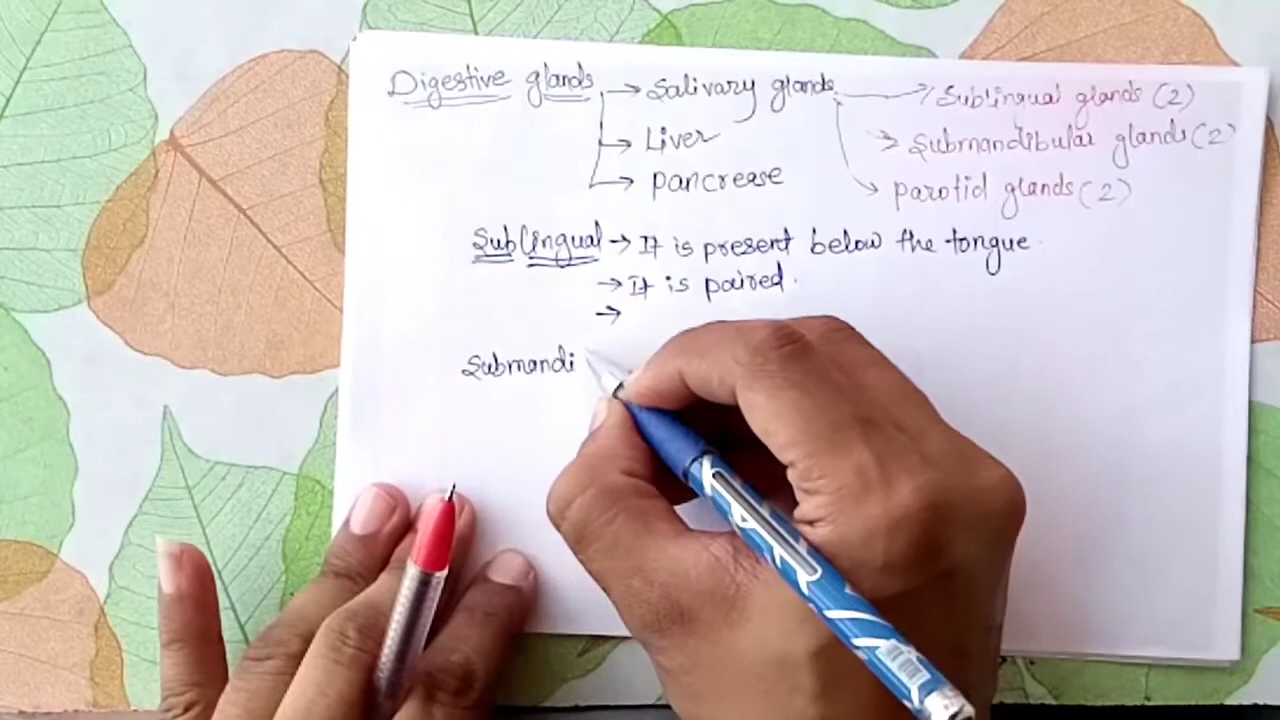 Digestive glands → Salivary glands → Sublingual glands (2)
→ Liver → Submandibular glands (2)
→ pancrease → parotid glands (2)
Sublingual → It is present below the tongue
→ It is paired.
→
Submandi